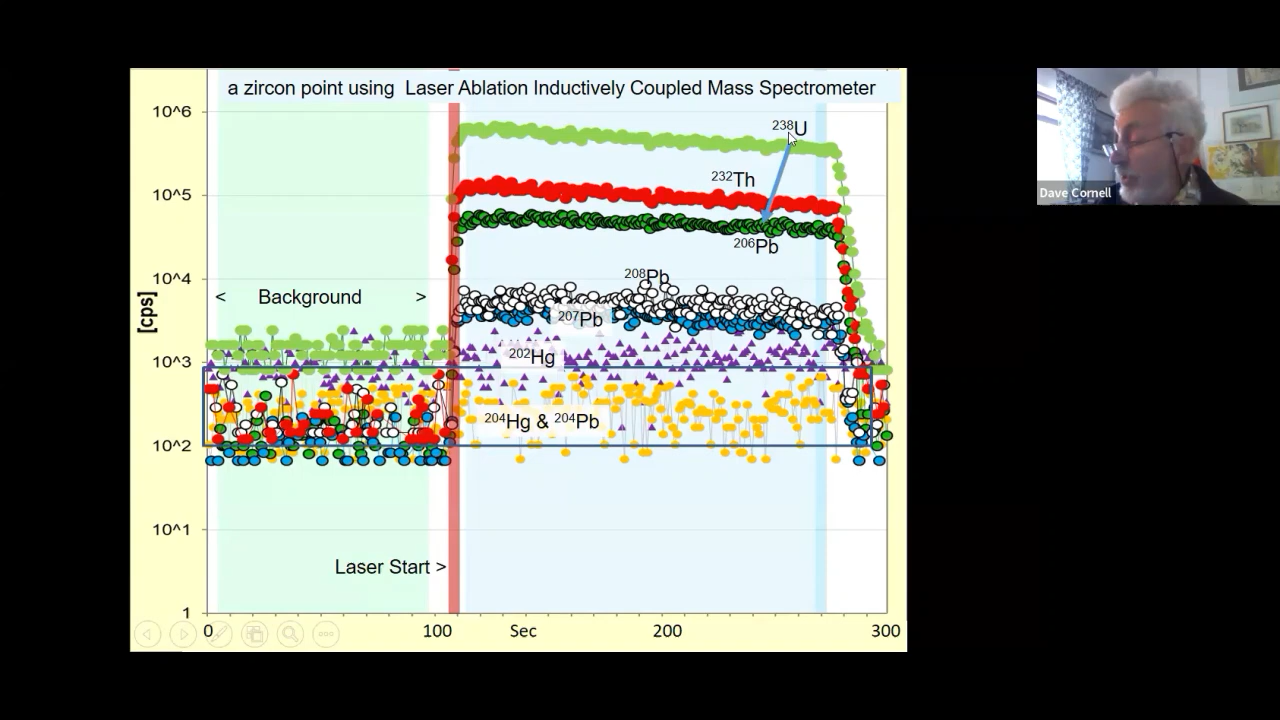 a zircon point using Laser Ablation Inductively Coupled Mass Spectrometer
10^6
238U
Dave Cornell
232Th
10^5
206Pb
10^4
208Pb
< Background >
[cps]
207Pb
202Hg
10^3
204Hg & 204Pb
10^2
10^1
Laser Start >
1
0 100 Sec 200 300